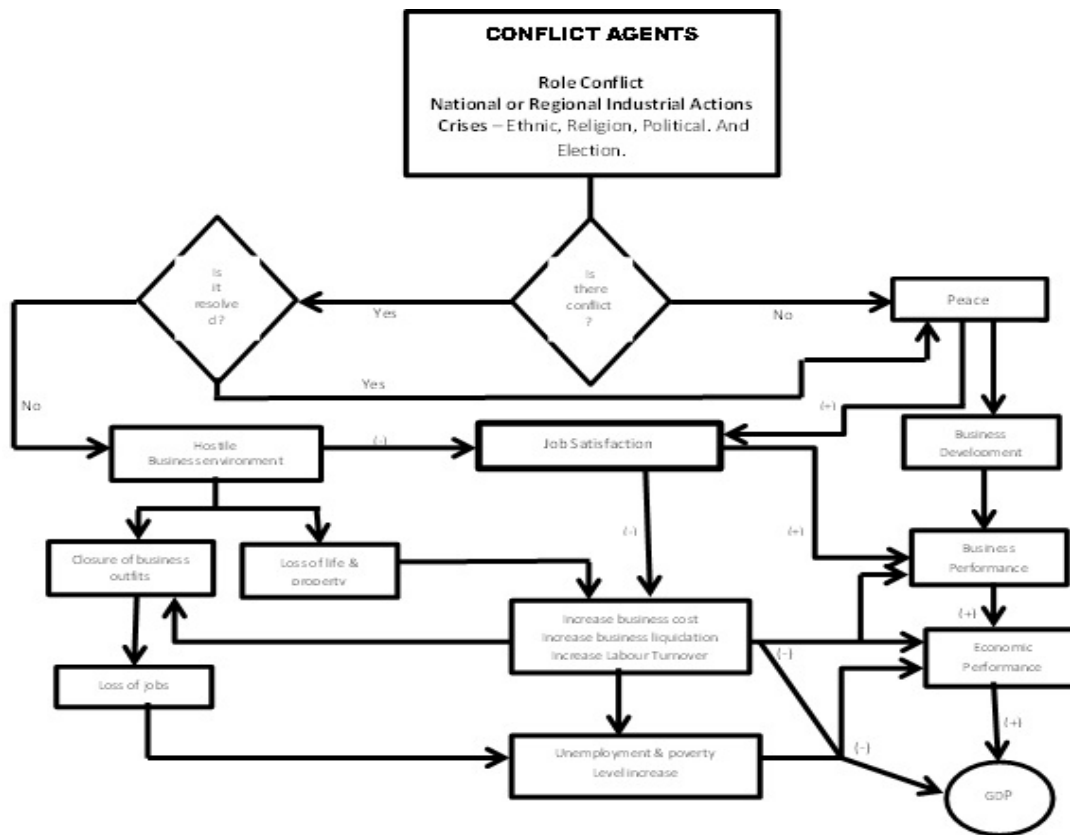 CONFLICT AGENTS
Role Conflict
National or Regional Industrial Actions
Crises – Ethnic, Religion, Political. And
Election.
Is
it
resolve
d?
Is
there
conflict
?
Peace
Yes
No
Yes
No
(+)
(-)
Hostile
Business environment
Job Satisfaction
Business
Development
(-)
(+)
Closure of business
outfits
Loss of life &
property
Business
Performance
Increase business cost
Increase business liquidation
Increase Labour Turnover
(+)
Economic
Performance
(-)
Loss of jobs
(+)
Unemployment & poverty
Level increase
(-)
GDP